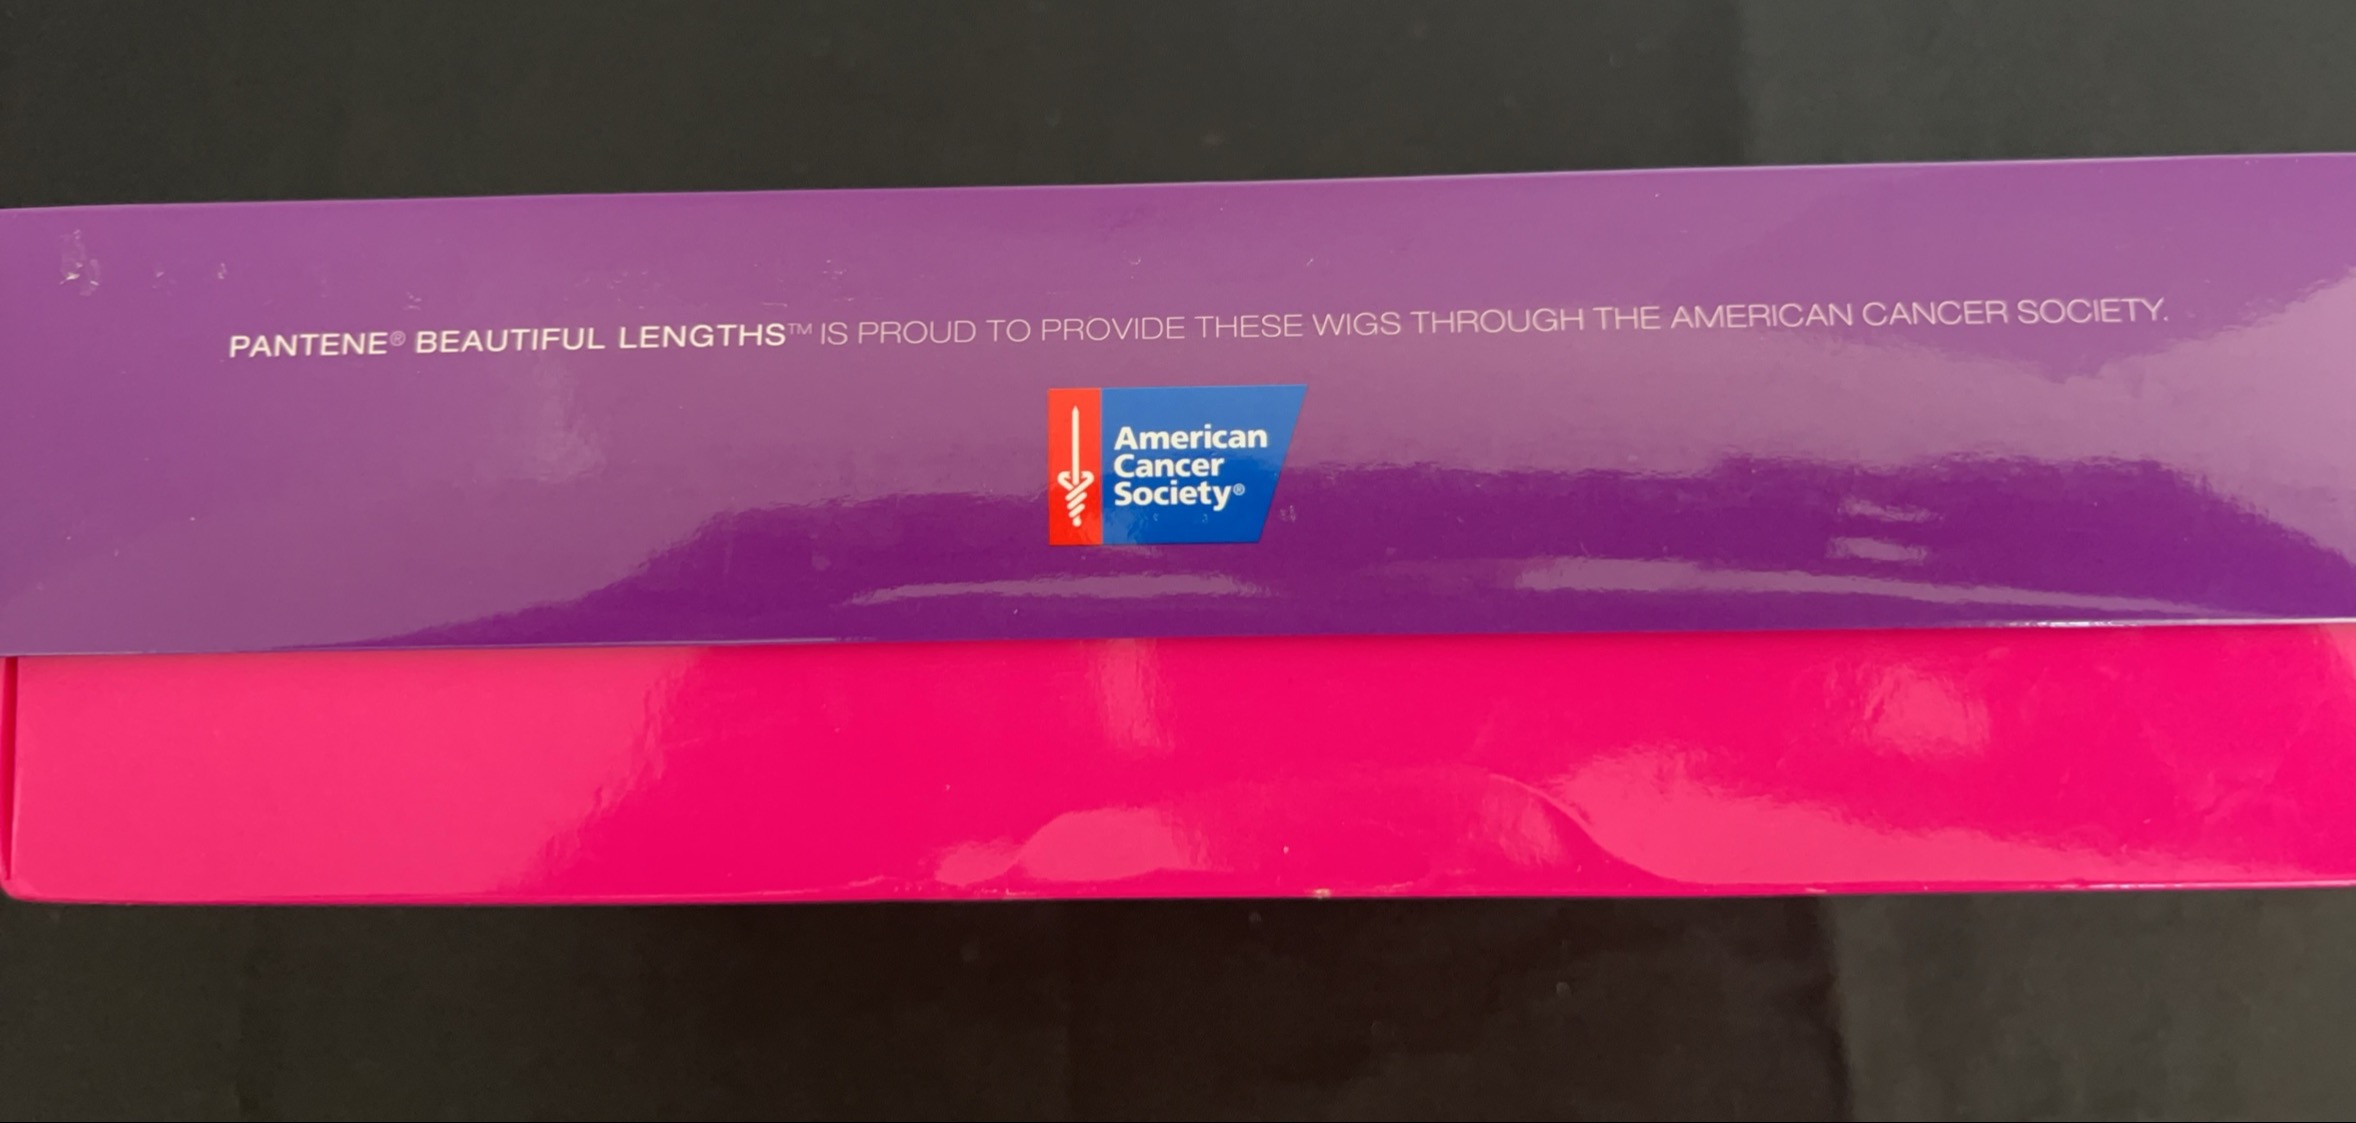 PANTENE® BEAUTIFUL LENGTHS™ IS PROUD TO PROVIDE THESE WIGS THROUGH THE AMERICAN CANCER SOCIETY.
American
Cancer
Society®